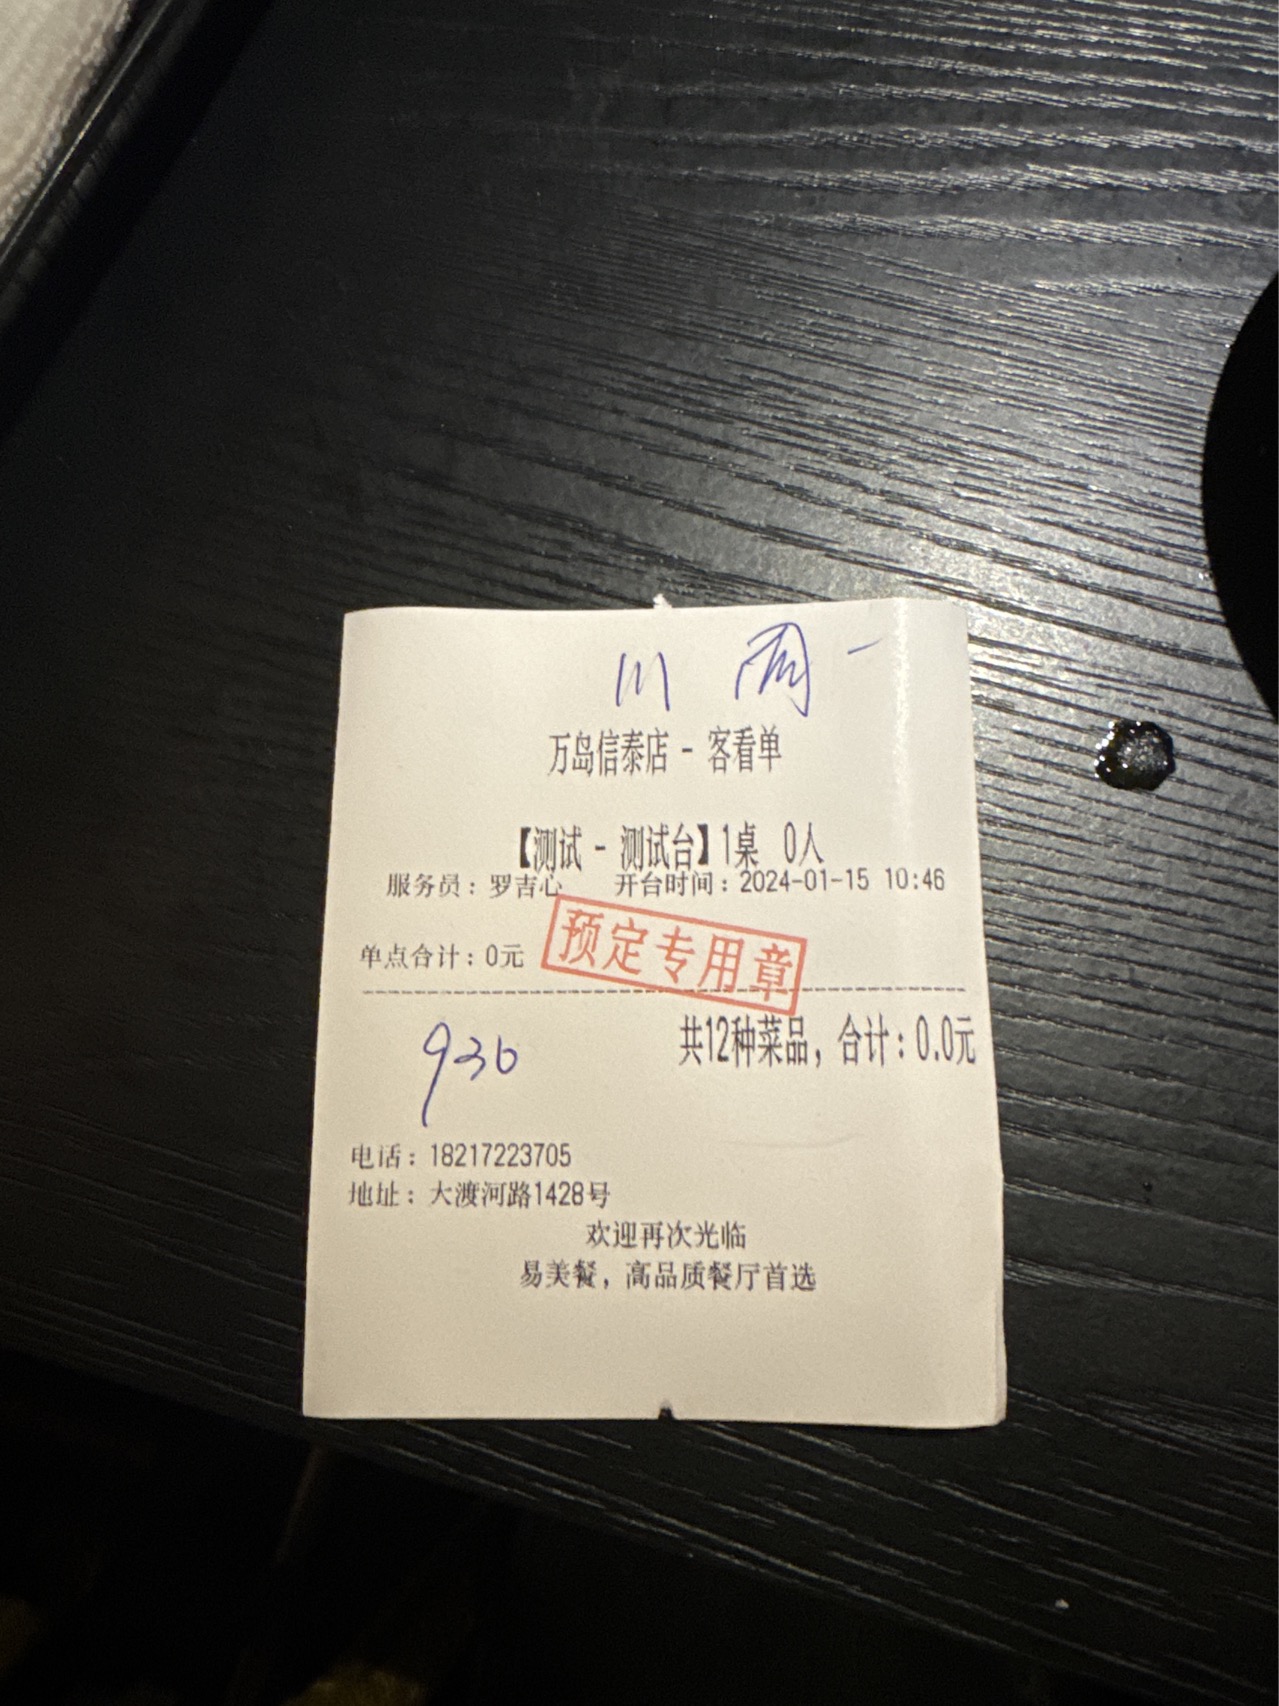 川 周一
万岛信泰店 - 客看单
【测试 - 测试台】1桌 0人
服务员：罗吉心 开台时间：2024-01-15 10:46
预定专用章
单点合计：0元
共12种菜品，合计：0.0元
936
电话：18217223705
地址：大渡河路1428号
欢迎再次光临
易美餐，高品质餐厅首选